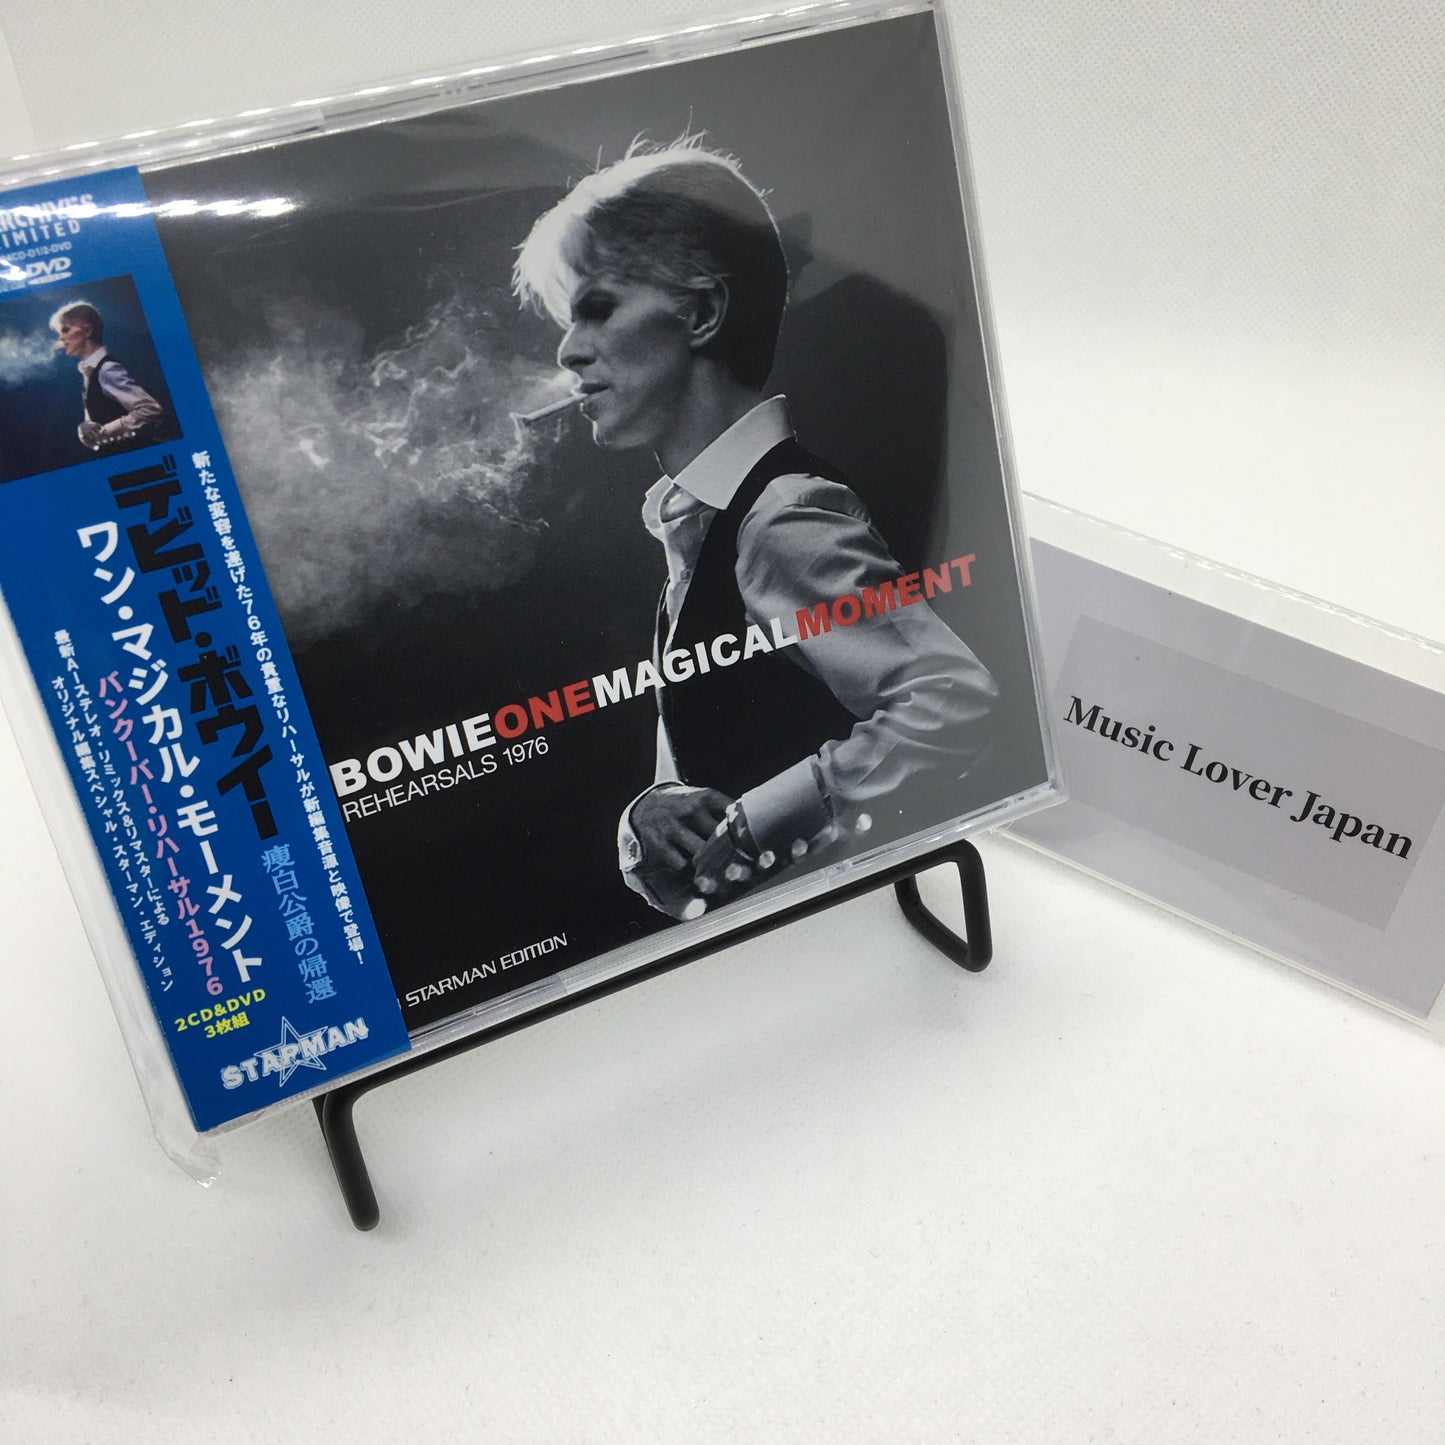 LIMITED
DVD
デビッド・ボウイー
ワン・マジカル・モーメント
バンクーバー・リハーサル1976
新たな変容を遂げた76年の貴重なリハーサルが新編集音源と映像で登場!
痩白公爵の帰還
最新AIステレオ・リミックス&リマスターによる
オリジナル編集スペシャル・スターマン・エディション
2CD&DVD
3枚組
STARMAN
BOWIEONEMAGICALMOMENT
REHEARSALS 1976
STARMAN EDITION
Music Lover Japan